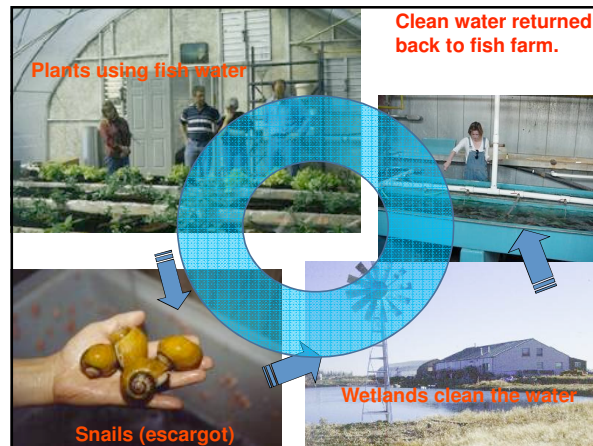 Plants using fish water
Clean water returned
back to fish farm.
Snails (escargot)
Wetlands clean the water